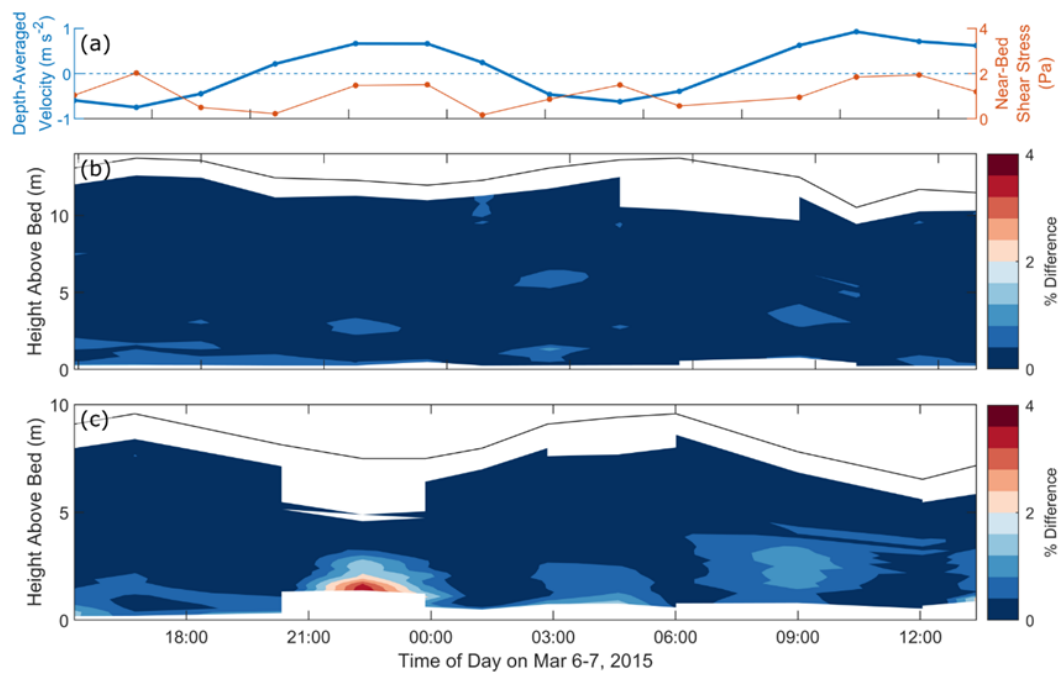 (a)
Depth-Averaged
Velocity (m s-2)
1
0
-1
4
2
0
Near-Bed
Shear Stress
(Pa)
(b)
Height Above Bed (m)
10
5
0
4
2
0
% Difference
(c)
Height Above Bed (m)
10
5
0
4
2
0
% Difference
18:00 21:00 00:00 03:00 06:00 09:00 12:00
Time of Day on Mar 6-7, 2015